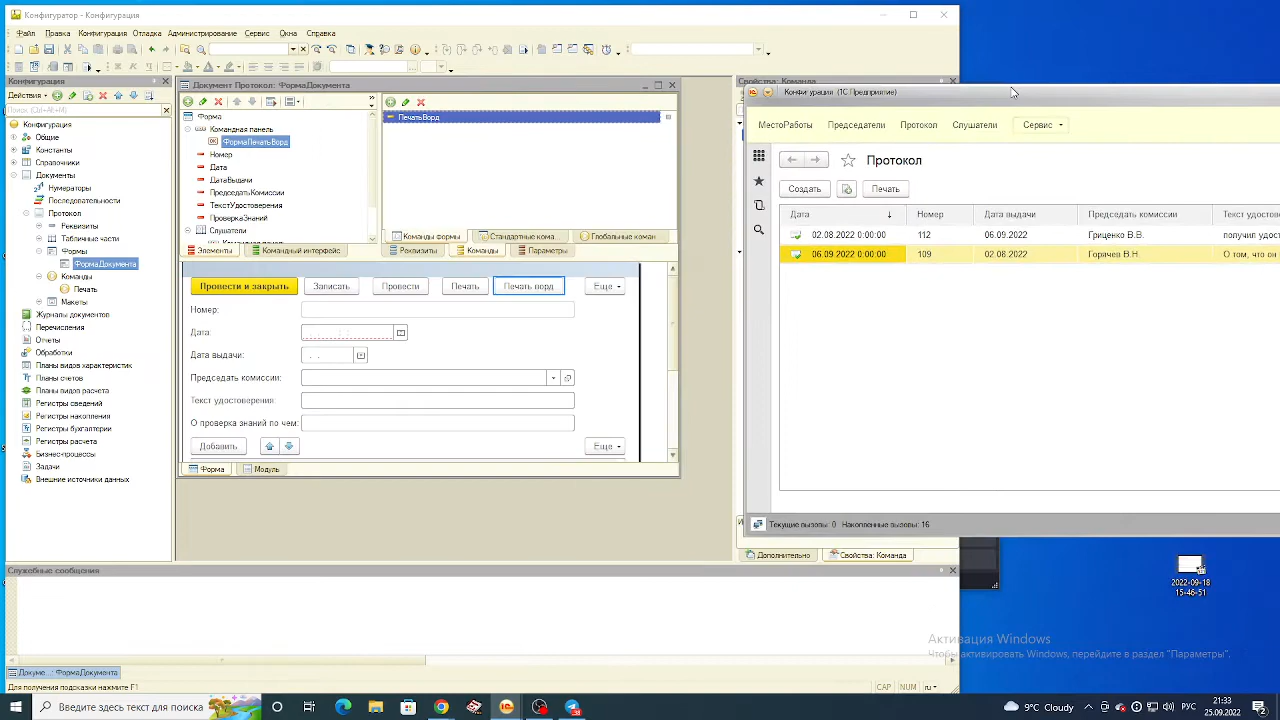 Конфигуратор - Конфигурация
Файл Правка Конфигурация Отладка Администрирование Сервис Окна Справка
Конфигурация
Действия
Поиск (Ctrl+Alt+M)
Конфигурация
Общие
Константы
Справочники
Документы
Нумераторы
Последовательности
Протокол
Реквизиты
Табличные части
Формы
ФормаДокумента
Команды
Печать
Макеты
Журналы документов
Перечисления
Отчеты
Обработки
Планы видов характеристик
Планы счетов
Планы видов расчета
Регистры сведений
Регистры накопления
Регистры бухгалтерии
Регистры расчета
Бизнес-процессы
Задачи
Внешние источники данных
Документ Протокол: ФормаДокумента
Форма
Командная панель
ФормаПечатьВорд
Номер
Дата
ДатаВыдачи
ПредседатьКомиссии
ТекстУдостоверения
ПроверкаЗнаний
Слушатели
Элементы Командный интерфейс
ПечатьВорд
Команды формы Стандартные кома... Глобальные коман
Реквизиты Команды Параметры
Провести и закрыть Записать Провести Печать Печать ворд Еще
Номер:
Дата:
Дата выдачи:
Председать комиссии:
Текст удостоверения:
О проверка знаний по чем:
Добавить Еще
Форма Модуль
Свойства: Команда
Конфигурация (1С:Предприятие)
МестоРаботы Председатели Протокол Слушатели Сервис
Протокол
Создать Печать
Дата ↓ Номер Дата выдачи Председать комиссии Текст удостов
02.08.2022 0:00:00 112 06.09.2022 Гриценко В.В. получил удост
06.09.2022 0:00:00 109 02.08.2022 Горячев В.Н. О том, что он
Текущие вызовы: 0 Накопленные вызовы: 16
Дополнительно Свойства: Команда
Служебные сообщения
Докуме...: ФормаДокумента
Для получения подсказки нажмите F1
CAP NUM ru
2022-09-18
15-46-51
Активация Windows
Чтобы активировать Windows, перейдите в раздел "Параметры".
Введите здесь текст для поиска
9°C Cloudy
РУС
21:33
25.09.2022